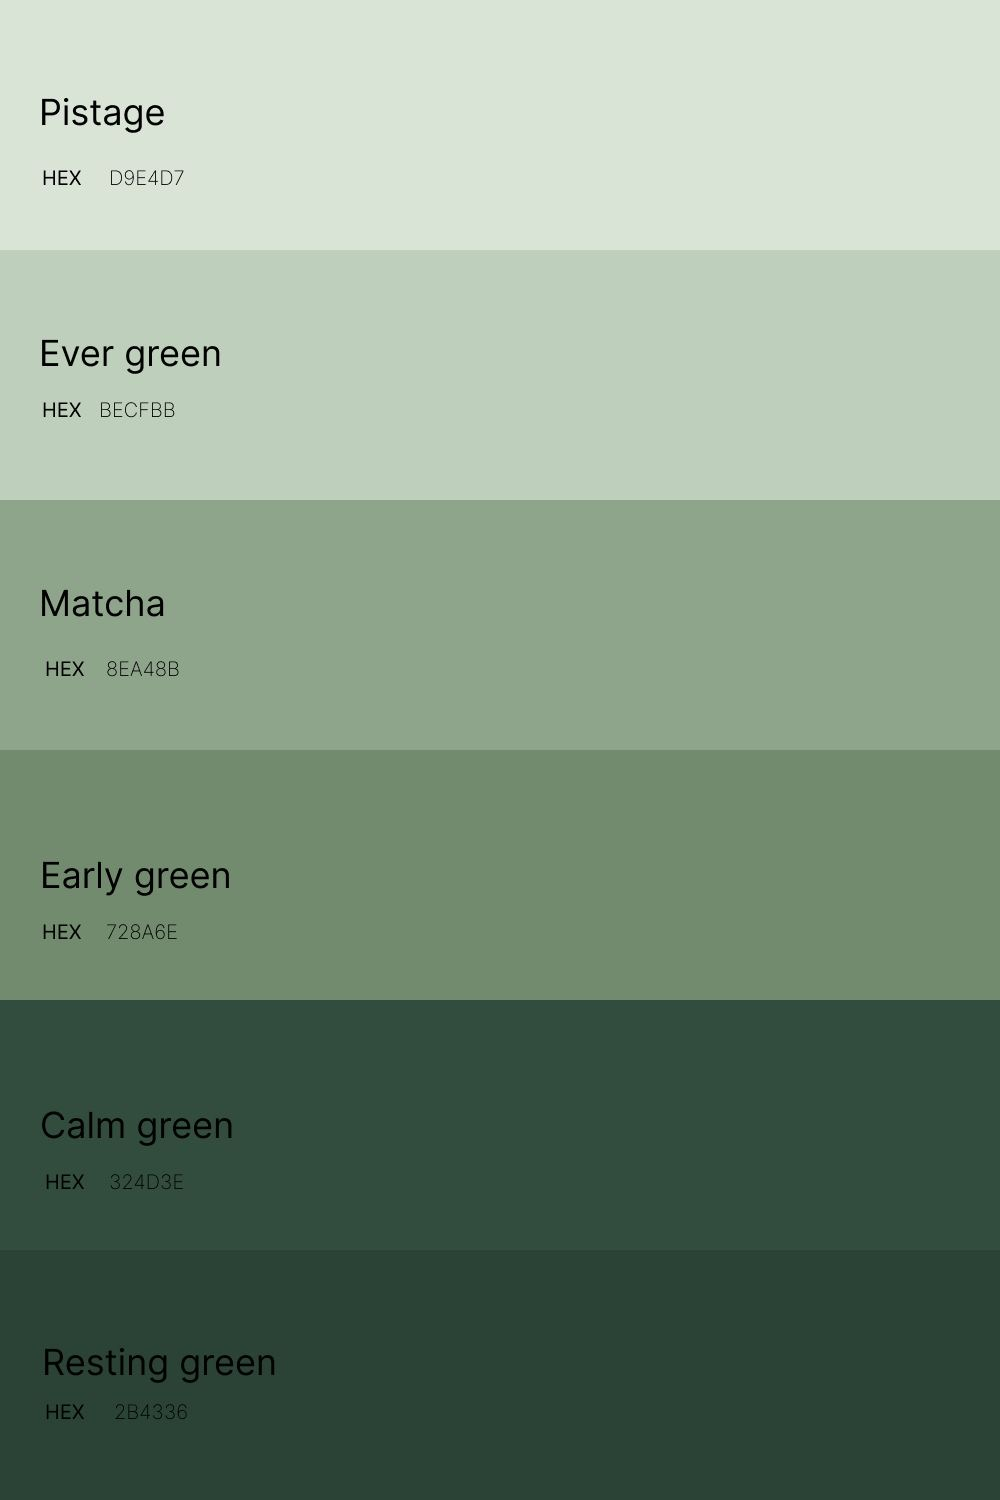 Pistage
HEX D9E4D7
Ever green
HEX BECFBB
Matcha
HEX 8EA48B
Early green
HEX 728A6E
Calm green
HEX 324D3E
Resting green
HEX 2B4336